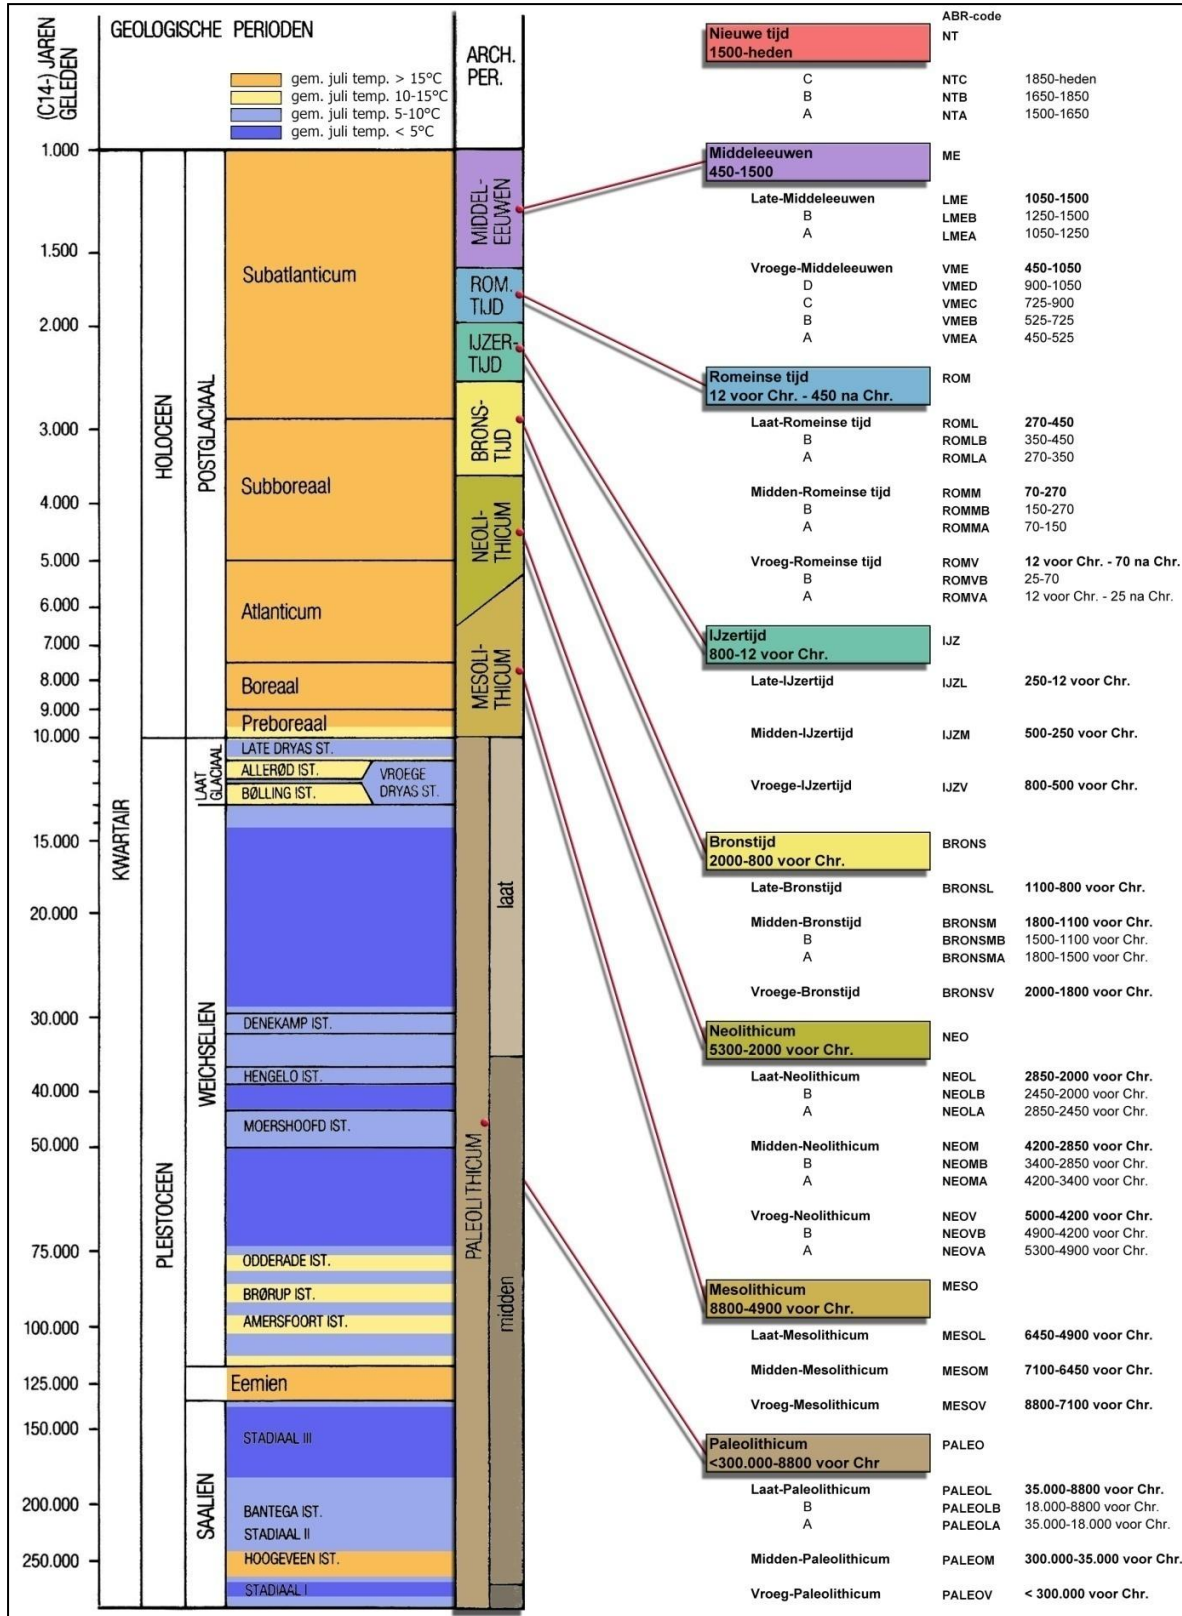 (C14-) JAREN
GELEDEN
GEOLOGISCHE PERIODEN
gem. juli temp. > 15°C
gem. juli temp. 10-15°C
gem. juli temp. 5-10°C
gem. juli temp. < 5°C
ARCH.
PER.
1.000
1.500
2.000
3.000
4.000
5.000
6.000
7.000
8.000
9.000
10.000
15.000
20.000
30.000
40.000
50.000
75.000
100.000
125.000
150.000
200.000
250.000
KWARTAIR
HOLOCEEN
PLEISTOCEEN
POSTGLACIAAL
LAAT
GLACIAAL
WEICHSELIEN
SAALIEN
Subatlanticum
Subboreaal
Atlanticum
Boreaal
Preboreaal
LATE DRYAS ST.
ALLERØD IST.
VROEGE
DRYAS ST.
BØLLING IST.
DENEKAMP IST.
HENGELO IST.
MOERSHOOFD IST.
ODDERADE IST.
BRØRUP IST.
AMERSFOORT IST.
Eemien
STADIAAL III
BANTEGA IST.
STADIAAL II
HOOGEVEEN IST.
STADIAAL I
MIDDEL-
EEUWEN
ROM.
TIJD
IJZER-
TIJD
BRONS-
TIJD
NEOLI-
THICUM
MESOLI-
THICUM
PALEOLITHICUM
laat
midden
ABR-code
Nieuwe tijd NT
1500-heden
C NTC 1850-heden
B NTB 1650-1850
A NTA 1500-1650
Middeleeuwen ME
450-1500
Late-Middeleeuwen LME 1050-1500
B LMEB 1250-1500
A LMEA 1050-1250
Vroege-Middeleeuwen VME 450-1050
D VMED 900-1050
C VMEC 725-900
B VMEB 525-725
A VMEA 450-525
Romeinse tijd ROM
12 voor Chr. - 450 na Chr.
Laat-Romeinse tijd ROML 270-450
B ROMLB 350-450
A ROMLA 270-350
Midden-Romeinse tijd ROMM 70-270
B ROMMB 150-270
A ROMMA 70-150
Vroeg-Romeinse tijd ROMV 12 voor Chr. - 70 na Chr.
B ROMVB 25-70
A ROMVA 12 voor Chr. - 25 na Chr.
IJzertijd IJZ
800-12 voor Chr.
Late-IJzertijd IJZL 250-12 voor Chr.
Midden-IJzertijd IJZM 500-250 voor Chr.
Vroege-IJzertijd IJZV 800-500 voor Chr.
Bronstijd BRONS
2000-800 voor Chr.
Late-Bronstijd BRONSL 1100-800 voor Chr.
Midden-Bronstijd BRONSM 1800-1100 voor Chr.
B BRONSMB 1500-1100 voor Chr.
A BRONSMA 1800-1500 voor Chr.
Vroege-Bronstijd BRONSV 2000-1800 voor Chr.
Neolithicum NEO
5300-2000 voor Chr.
Laat-Neolithicum NEOL 2850-2000 voor Chr.
B NEOLB 2450-2000 voor Chr.
A NEOLA 2850-2450 voor Chr.
Midden-Neolithicum NEOM 4200-2850 voor Chr.
B NEOMB 3400-2850 voor Chr.
A NEOMA 4200-3400 voor Chr.
Vroeg-Neolithicum NEOV 5000-4200 voor Chr.
B NEOVB 4900-4200 voor Chr.
A NEOVA 5300-4900 voor Chr.
Mesolithicum MESO
8800-4900 voor Chr.
Laat-Mesolithicum MESOL 6450-4900 voor Chr.
Midden-Mesolithicum MESOM 7100-6450 voor Chr.
Vroeg-Mesolithicum MESOV 8800-7100 voor Chr.
Paleolithicum PALEO
<300.000-8800 voor Chr
Laat-Paleolithicum PALEOL 35.000-8800 voor Chr.
B PALEOLB 18.000-8800 voor Chr.
A PALEOLA 35.000-18.000 voor Chr.
Midden-Paleolithicum PALEOM 300.000-35.000 voor Chr.
Vroeg-Paleolithicum PALEOV < 300.000 voor Chr.